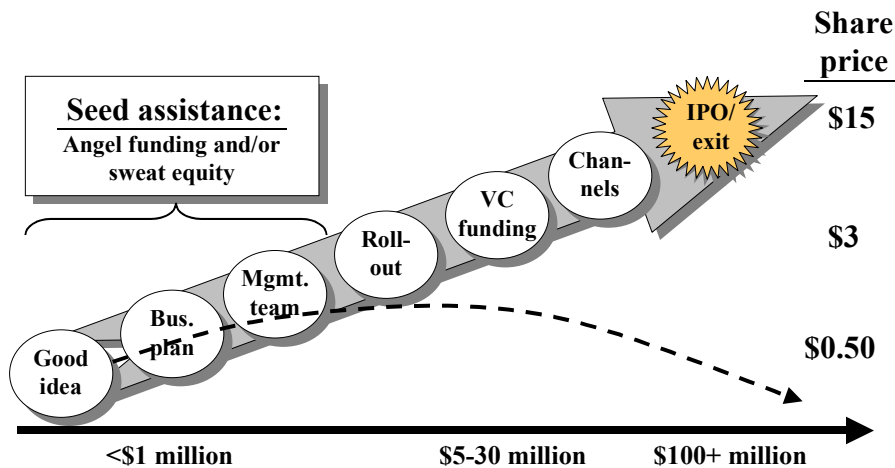 Share
price
Seed assistance:
Angel funding and/or
sweat equity
IPO/
exit
$15
Chan-
nels
VC
funding
$3
Roll-
out
Mgmt.
team
Bus.
plan
$0.50
Good
idea
<$1 million
$5-30 million
$100+ million